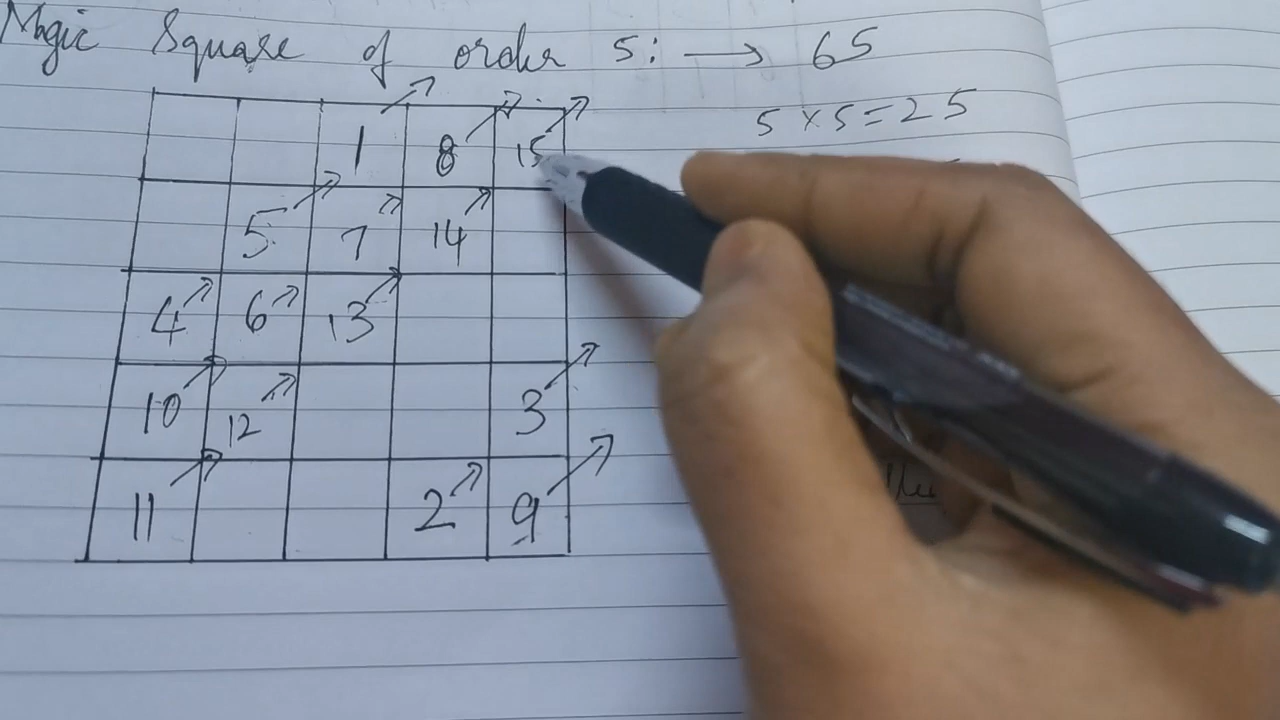 Magic Square of order 5: → 65
5 x 5 = 25
1 8 15
5 7 14
4 6 13
10 12 3
11 2 9